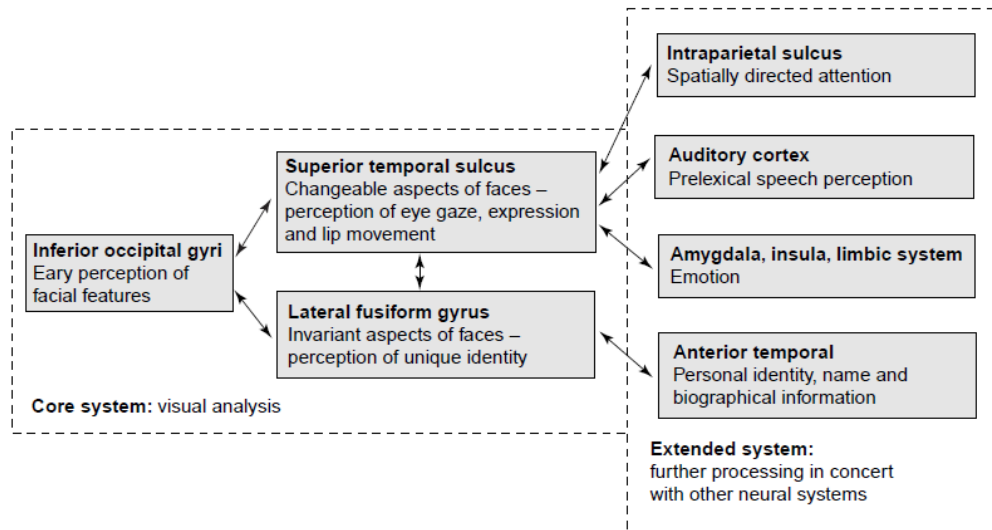 Intraparietal sulcus
Spatially directed attention
Superior temporal sulcus
Changeable aspects of faces –
perception of eye gaze, expression
and lip movement
Auditory cortex
Prelexical speech perception
Inferior occipital gyri
Eary perception of
facial features
Amygdala, insula, limbic system
Emotion
Lateral fusiform gyrus
Invariant aspects of faces –
perception of unique identity
Anterior temporal
Personal identity, name and
biographical information
Core system: visual analysis
Extended system:
further processing in concert
with other neural systems